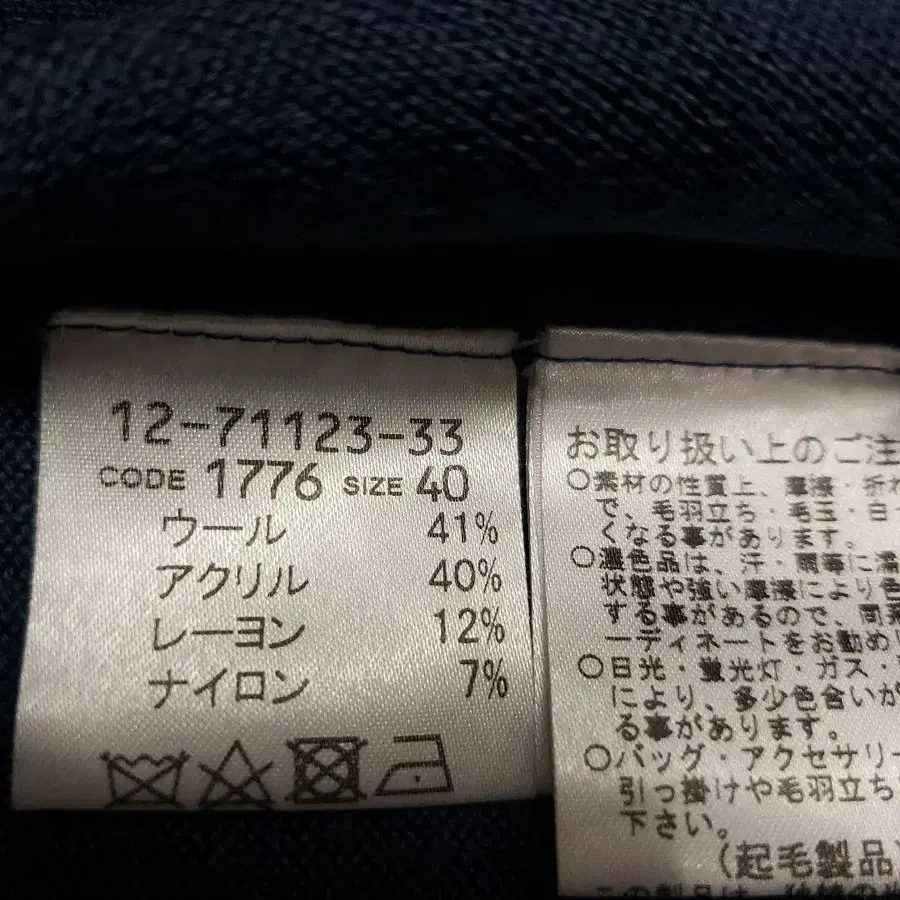 12-71123-33
CODE 1776 SIZE 40
ウール 41%
アクリル 40%
レーヨン 12%
ナイロン 7%
お取り扱い上のご注
○素材の性質上、摩擦・折れ
で、毛羽立ち・毛玉・白
くなる事があります。
○濃色品は、汗・雨等に濡
状態や強い摩擦により色
する事があるので、同系
ーディネートをお勧め
○日光・蛍光灯・ガス・
により、多少色合いが
る事があります。
○バッグ・アクセサリー
引っ掛けや毛羽立ち
下さい。
(起毛製品)
この製品は、